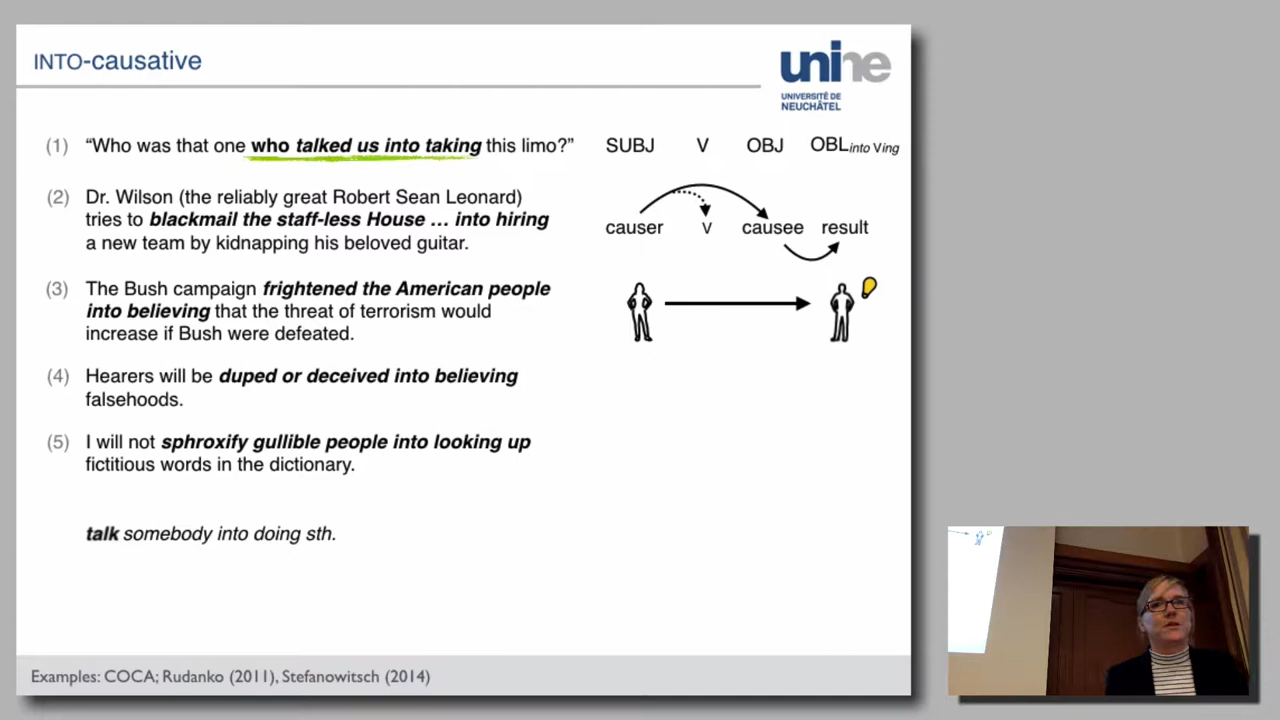 INTO-causative
unine
UNIVERSITÉ DE
NEUCHÂTEL
(1) “Who was that one who talked us into taking this limo?” SUBJ V OBJ OBL into Ving
(2) Dr. Wilson (the reliably great Robert Sean Leonard)
tries to blackmail the staff-less House ... into hiring
a new team by kidnapping his beloved guitar.
causer V causee result
(3) The Bush campaign frightened the American people
into believing that the threat of terrorism would
increase if Bush were defeated.
(4) Hearers will be duped or deceived into believing
falsehoods.
(5) I will not sphroxify gullible people into looking up
fictitious words in the dictionary.
talk somebody into doing sth.
Examples: COCA; Rudanko (2011), Stefanowitsch (2014)